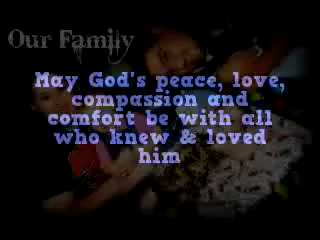 Our Family
May God's peace, love,
compassion and
comfort be with all
who knew & loved
him